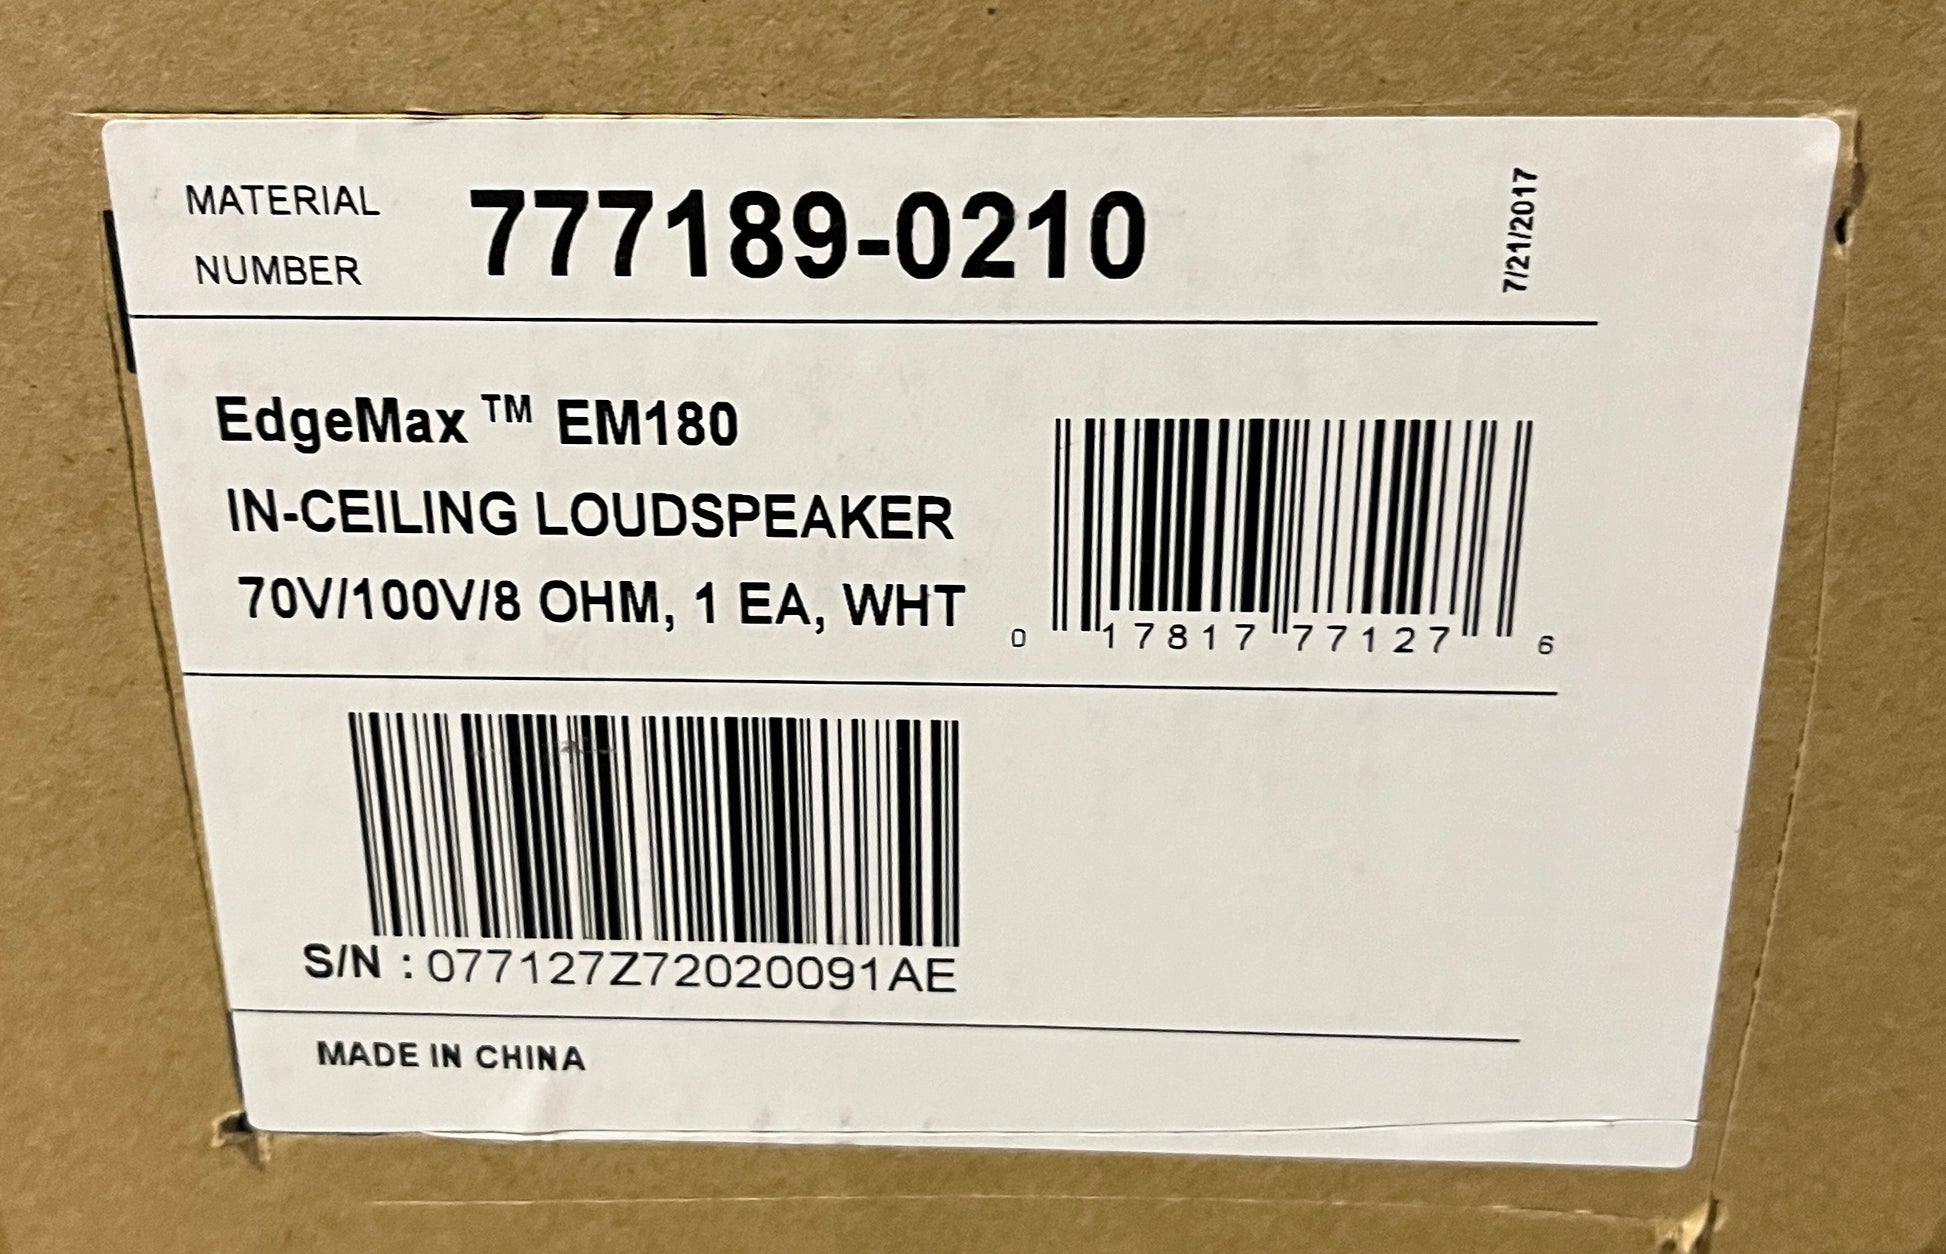 MATERIAL
NUMBER
777189-0210
7/21/2017
EdgeMax ™ EM180
IN-CEILING LOUDSPEAKER
70V/100V/8 OHM, 1 EA, WHT
0 17817 77127 6
S/N : 077127Z72020091AE
MADE IN CHINA